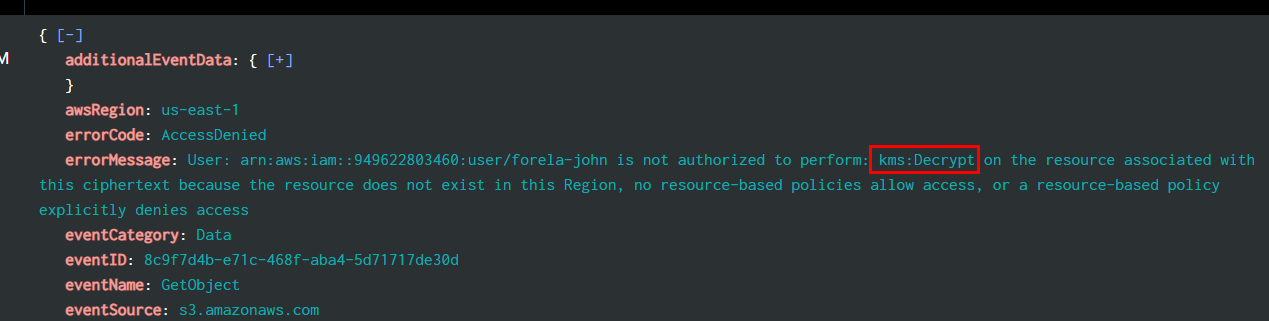 { [-]
M
additionalEventData: { [+]
}
awsRegion: us-east-1
errorCode: AccessDenied
errorMessage: User: arn:aws:iam::949622803460:user/forela-john is not authorized to perform: kms:Decrypt on the resource associated with
this ciphertext because the resource does not exist in this Region, no resource-based policies allow access, or a resource-based policy
explicitly denies access
eventCategory: Data
eventID: 8c9f7d4b-e71c-468f-aba4-5d71717de30d
eventName: GetObject
eventSource: s3.amazonaws.com